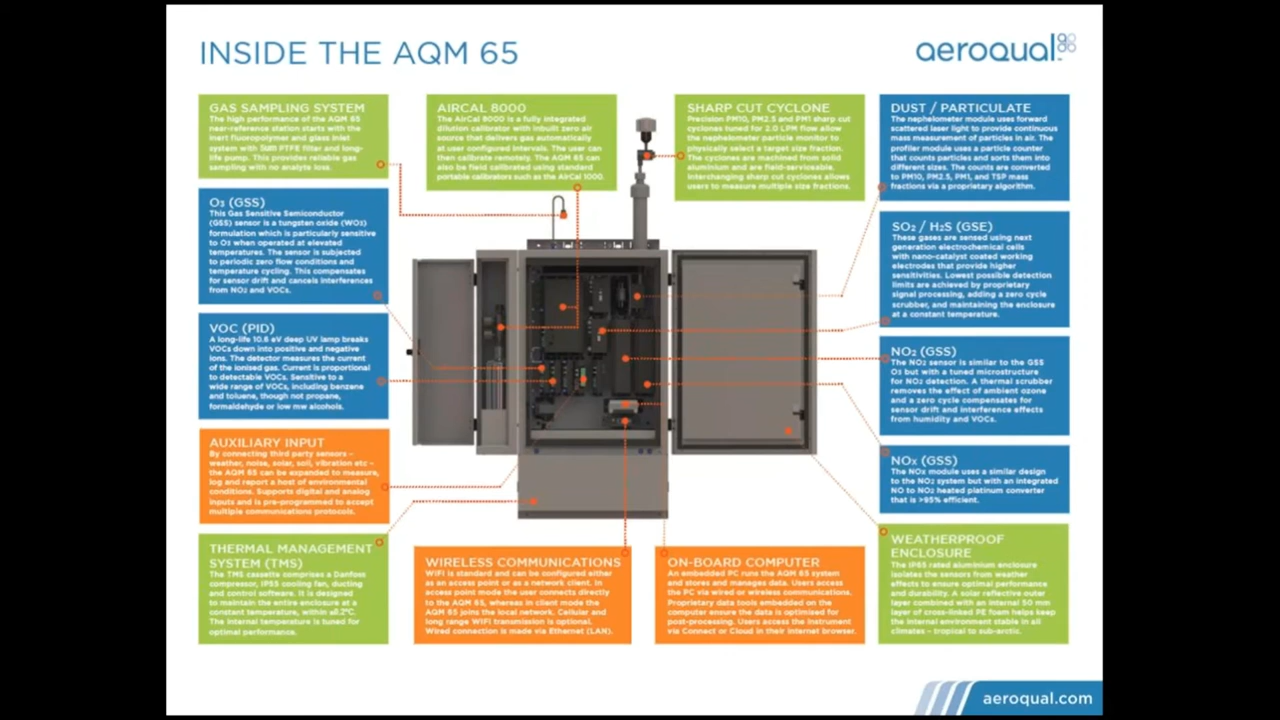 INSIDE THE AQM 65
aeroqual
GAS SAMPLING SYSTEM
The high performance of the AQM 65
near-reference station starts with the
inert fluoropolymer and glass inlet
system with 5um PTFE filter and long-
life pump. This provides reliable gas
sampling with no analyte loss.
AIRCAL 8000
The AirCal 8000 is a fully integrated
dilution calibrator with inbuilt zero air
source that delivers gas automatically
at user configured intervals. The user can
then calibrate remotely. The AQM 65 can
also be field calibrated using standard
portable calibrators such as the AirCal 1000.
SHARP CUT CYCLONE
Precision PM10, PM2.5 and PM1 sharp cut
cyclones tuned for 2.0 LPM flow allow
the nephelometer particle monitor to
physically select a target size fraction.
The cyclones are machined from solid
aluminium and are field-serviceable.
Interchanging sharp cut cyclones allows
users to measure multiple size fractions.
DUST / PARTICULATE
The nephelometer module uses forward
scattered laser light to provide continuous
mass measurement of particles in air. The
profiler module uses a particle counter
that counts particles and sorts them into
different sizes. The counts are converted
to PM10, PM2.5, PM1, and TSP mass
fractions via a proprietary algorithm.
O3 (GSS)
This Gas Sensitive Semiconductor
(GSS) sensor is a tungsten oxide (WO3)
formulation which is particularly sensitive
to O3 when operated at elevated
temperatures. The sensor is subjected
to periodic zero flow conditions and
temperature cycling. This compensates
for sensor drift and cancels interferences
from NO2 and VOCs.
SO2 / H2S (GSE)
These gases are sensed using next
generation electrochemical cells
with nano-catalyst coated working
electrodes that provide higher
sensitivities. Lowest possible detection
limits are achieved by proprietary
signal processing, adding a zero cycle
scrubber, and maintaining the enclosure
at a constant temperature.
VOC (PID)
A long-life 10.6 eV deep UV lamp breaks
VOCs down into positive and negative
ions. The detector measures the current
of the ionised gas. Current is proportional
to detectable VOCs. Sensitive to a
wide range of VOCs, including benzene
and toluene, though not propane,
formaldehyde or low mw alcohols.
NO2 (GSS)
The NO2 sensor is similar to the GSS
O3 but with a tuned microstructure
for NO2 detection. A thermal scrubber
removes the effect of ambient ozone
and a zero cycle compensates for
sensor drift and interference effects
from humidity and VOCs.
AUXILIARY INPUT
By connecting third party sensors –
weather, noise, solar, soil, vibration etc –
the AQM 65 can be expanded to measure,
log and report a host of environmental
conditions. Supports digital and analog
inputs and is pre-programmed to accept
multiple communications protocols.
NOx (GSS)
The NOx module uses a similar design
to the NO2 system but with an integrated
NO to NO2 heated platinum converter
that is >95% efficient.
THERMAL MANAGEMENT
SYSTEM (TMS)
The TMS cassette comprises a Danfoss
compressor, IP55 cooling fan, ducting
and control software. It is designed
to maintain the entire enclosure at a
constant temperature, within ±0.2°C.
The internal temperature is tuned for
optimal performance.
WIRELESS COMMUNICATIONS
WIFI is standard and can be configured either
as an access point or as a network client. In
access point mode the user connects directly
to the AQM 65, whereas in client mode the
AQM 65 joins the local network. Cellular and
long range WIFI transmission is optional.
Wired connection is made via Ethernet (LAN).
ON-BOARD COMPUTER
An embedded PC runs the AQM 65 system
and stores and manages data. Users access
the PC via wired or wireless communications.
Proprietary data tools embedded on the
computer ensure the data is optimized for
post-processing. Users access the instrument
via Connect or Cloud in their internet browser.
WEATHERPROOF
ENCLOSURE
The IP65 rated aluminium enclosure
isolates the sensors from weather
effects to ensure optimal performance
and durability. A solar reflective outer
layer combined with an internal 50 mm
layer of cross-linked PE foam helps keep
the internal environment stable in all
climates – tropical to sub-arctic.
aeroqual.com